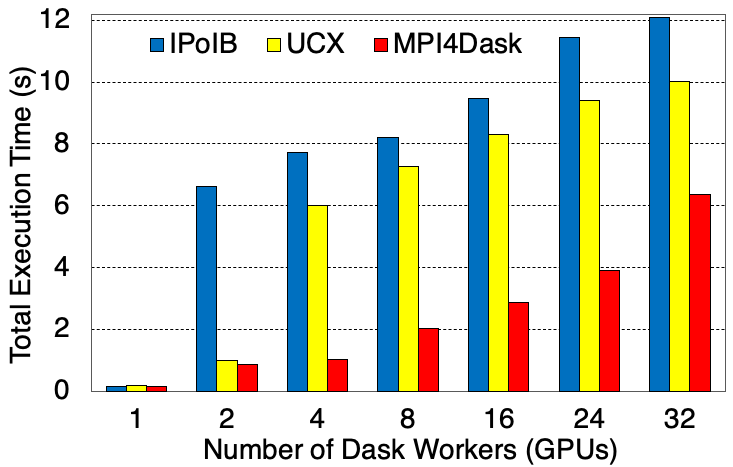 Total Execution Time (s)
12
10
8
6
4
2
0
IPoIB UCX MPI4Dask
1 2 4 8 16 24 32
Number of Dask Workers (GPUs)